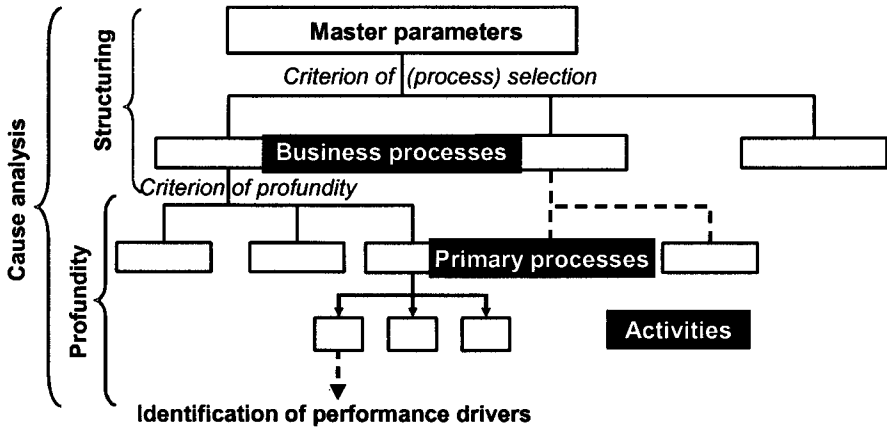 Master parameters
Criterion of (process) selection
Structuring
Business processes
Criterion of profundity
Cause analysis
Primary processes
Profundity
Activities
Identification of performance drivers